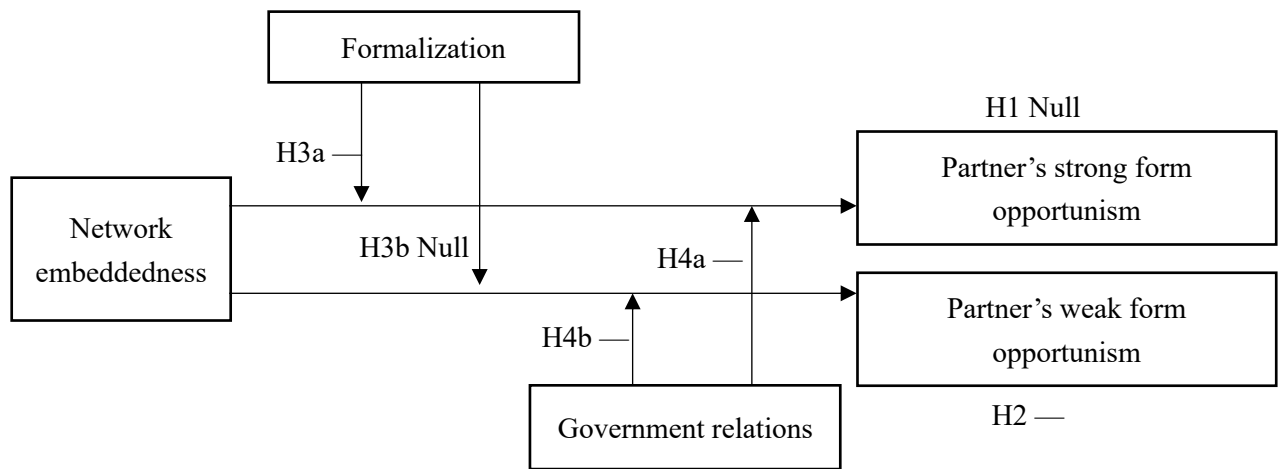 Formalization
H1 Null
H3a —
Partner’s strong form
opportunism
Network
embeddedness
H3b Null
H4a —
Partner’s weak form
opportunism
H4b —
Government relations
H2 —